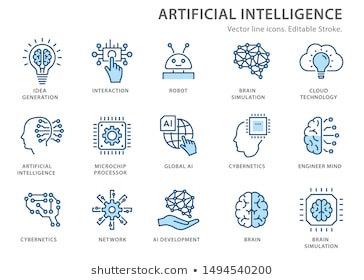 ARTIFICIAL INTELLIGENCE
Vector line icons. Editable Stroke.
IDEA
GENERATION
INTERACTION
ROBOT
BRAIN
SIMULATION
CLOUD
TECHNOLOGY
AI
ARTIFICIAL
INTELLIGENCE
MICROCHIP
PROCESSOR
GLOBAL AI
CYBERNETICS
ENGINEER MIND
CYBERNETICS
NETWORK
AI DEVELOPMENT
BRAIN
BRAIN
SIMULATION
shutterstock.com • 1494540200